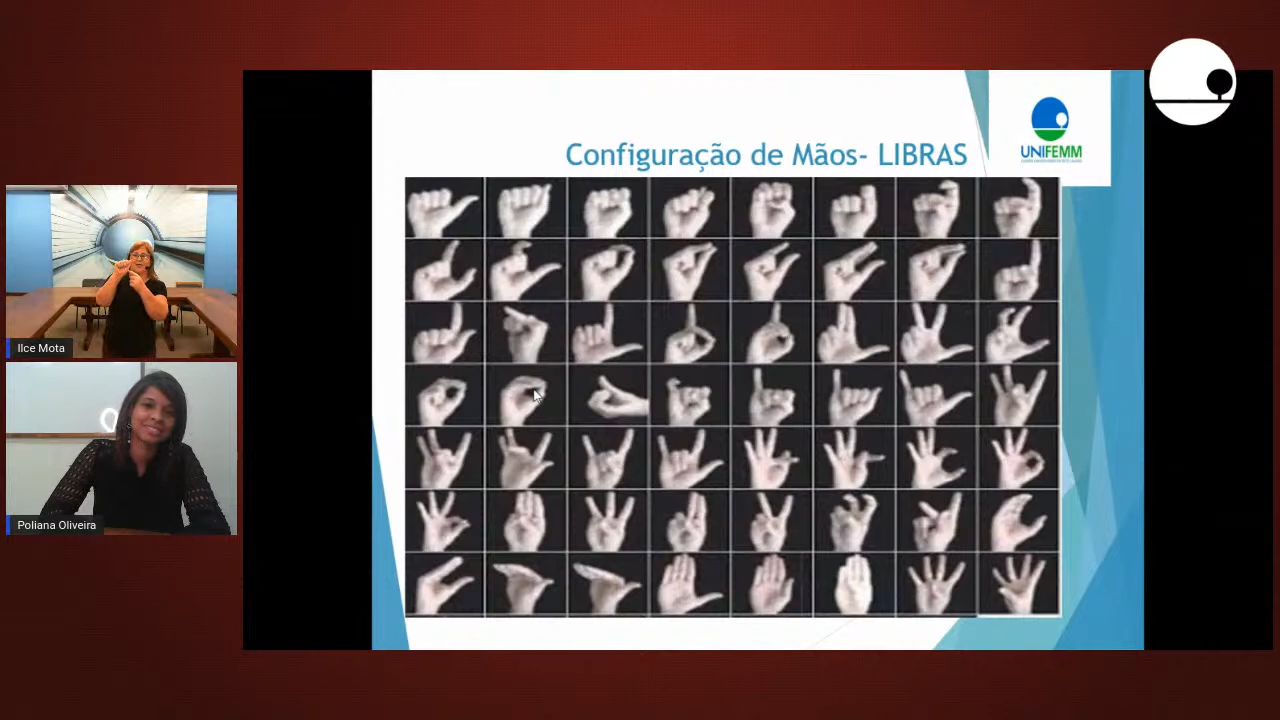 Configuração de Mãos- LIBRAS
UNIFEMM
Ilce Mota
Poliana Oliveira